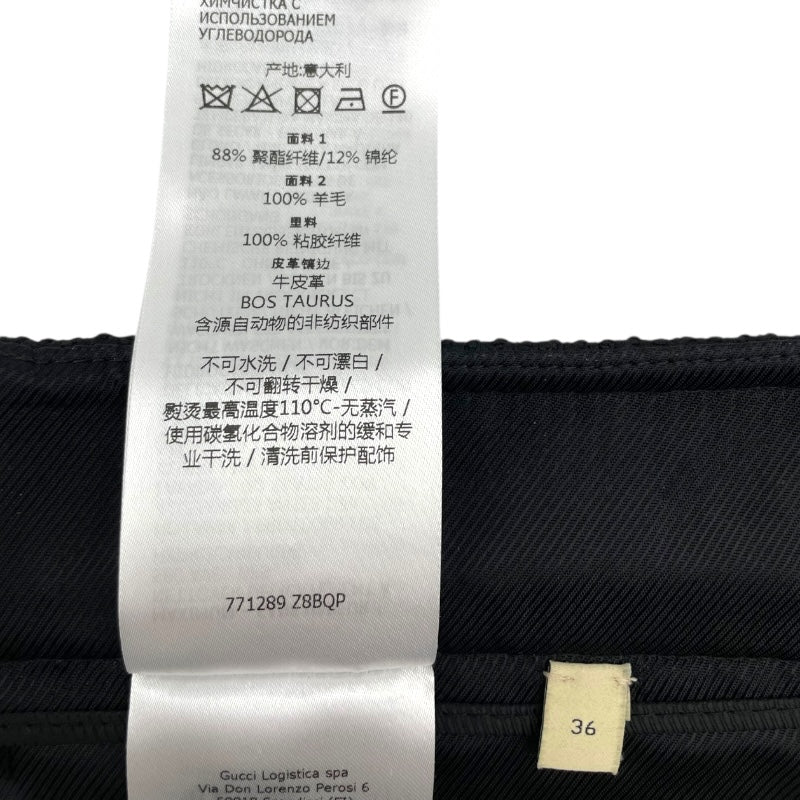 ХИМЧИСТКА С
ИСПОЛЬЗОВАНИЕМ
УГЛЕВОДОРОДА
产地:意大利
F
面料 1
88% 聚酯纤维/12% 锦纶
面料 2
100% 羊毛
里料
100% 粘胶纤维
皮革镶边
牛皮革
BOS TAURUS
含源自动物的非纺织部件
不可水洗 / 不可漂白 /
不可翻转干燥 /
熨烫最高温度110°C-无蒸汽 /
使用碳氢化合物溶剂的缓和专
业干洗 / 清洗前保护配饰
771289 Z8BQP
36
Gucci Logistica spa
Via Don Lorenzo Perosi 6